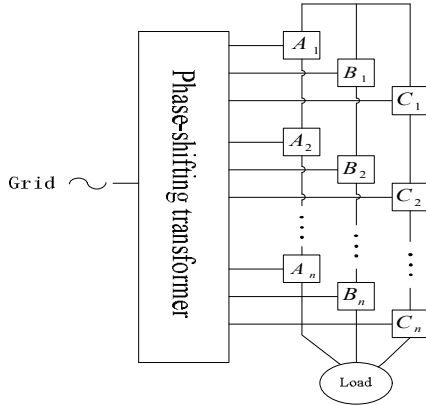 Grid
Phase-shifting transformer
A1
B1
C1
A2
B2
C2
An
Bn
Cn
Load